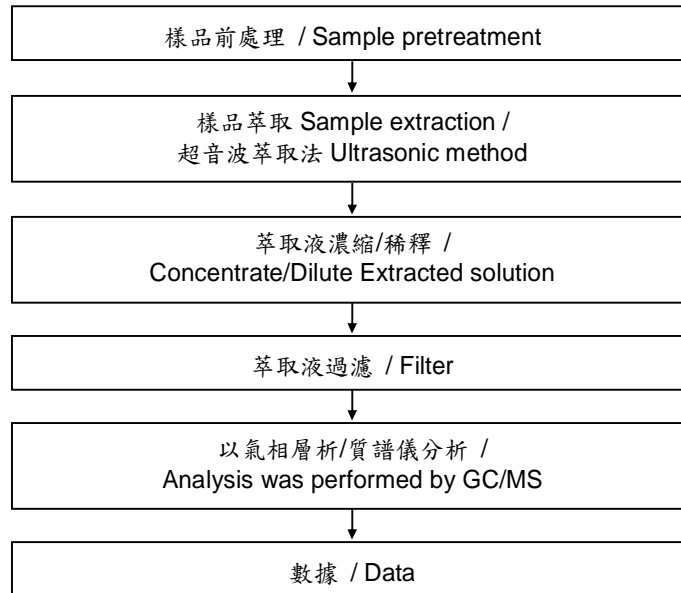 樣品前處理 / Sample pretreatment
樣品萃取 Sample extraction /
超音波萃取法 Ultrasonic method
萃取液濃縮/稀釋 /
Concentrate/Dilute Extracted solution
萃取液過濾 / Filter
以氣相層析/質譜儀分析 /
Analysis was performed by GC/MS
數據 / Data